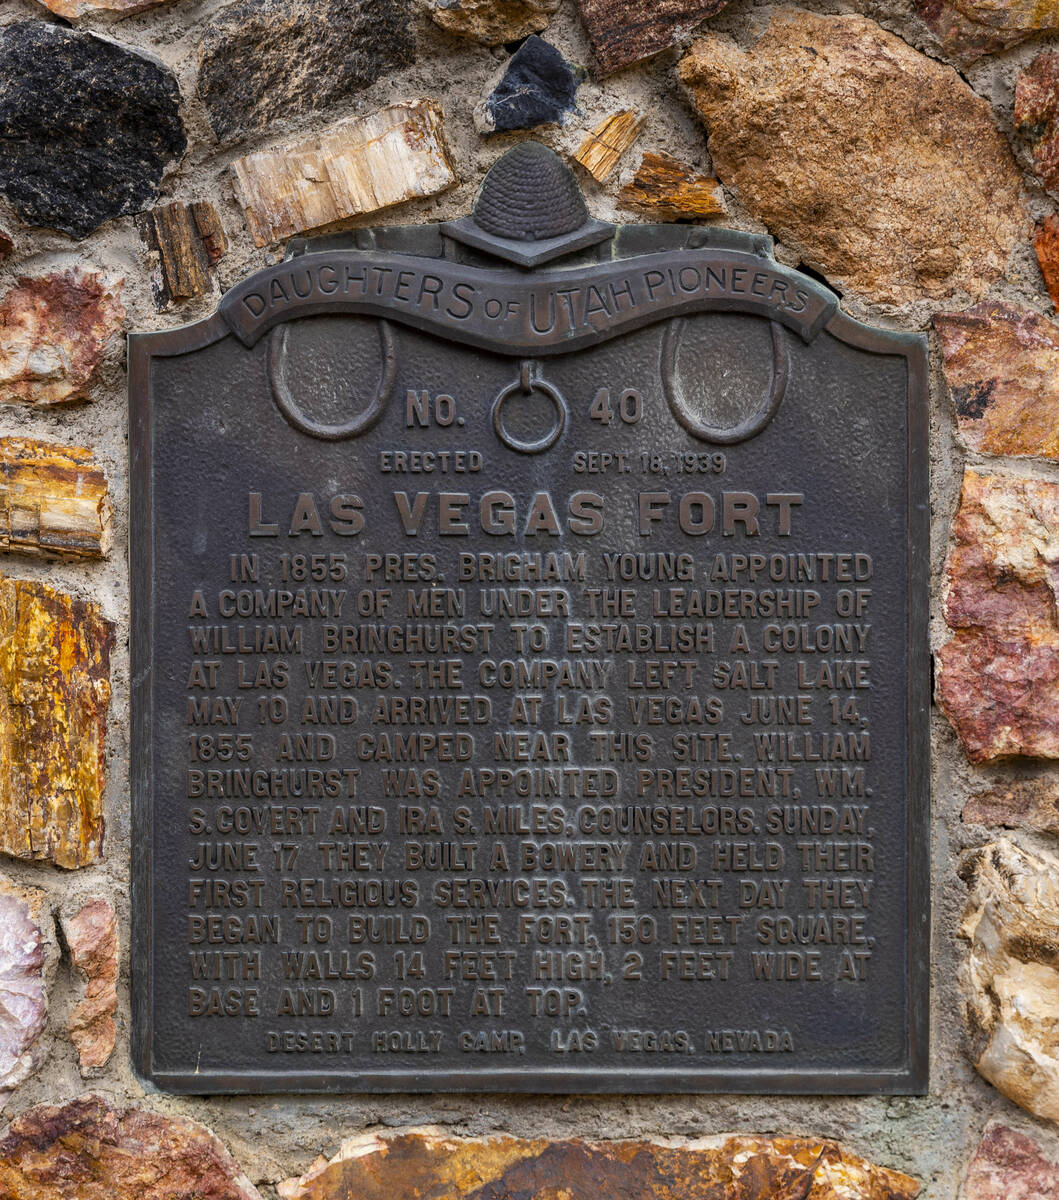 DAUGHTERS OF UTAH PIONEERS
NO. 40
ERECTED SEPT. 18, 1939
LAS VEGAS FORT
IN 1855 PRES. BRIGHAM YOUNG APPOINTED
A COMPANY OF MEN UNDER THE LEADERSHIP OF
WILLIAM BRINGHURST TO ESTABLISH A COLONY
AT LAS VEGAS. THE COMPANY LEFT SALT LAKE
MAY 10 AND ARRIVED AT LAS VEGAS JUNE 14,
1855 AND CAMPED NEAR THIS SITE. WILLIAM
BRINGHURST WAS APPOINTED PRESIDENT, WM.
S. COVERT AND IRA S. MILES, COUNSELORS. SUNDAY,
JUNE 17 THEY BUILT A BOWERY AND HELD THEIR
FIRST RELIGIOUS SERVICES. THE NEXT DAY THEY
BEGAN TO BUILD THE FORT, 150 FEET SQUARE,
WITH WALLS 14 FEET HIGH, 2 FEET WIDE AT
BASE AND 1 FOOT AT TOP.
DESERT HOLLY CAMP, LAS VEGAS, NEVADA